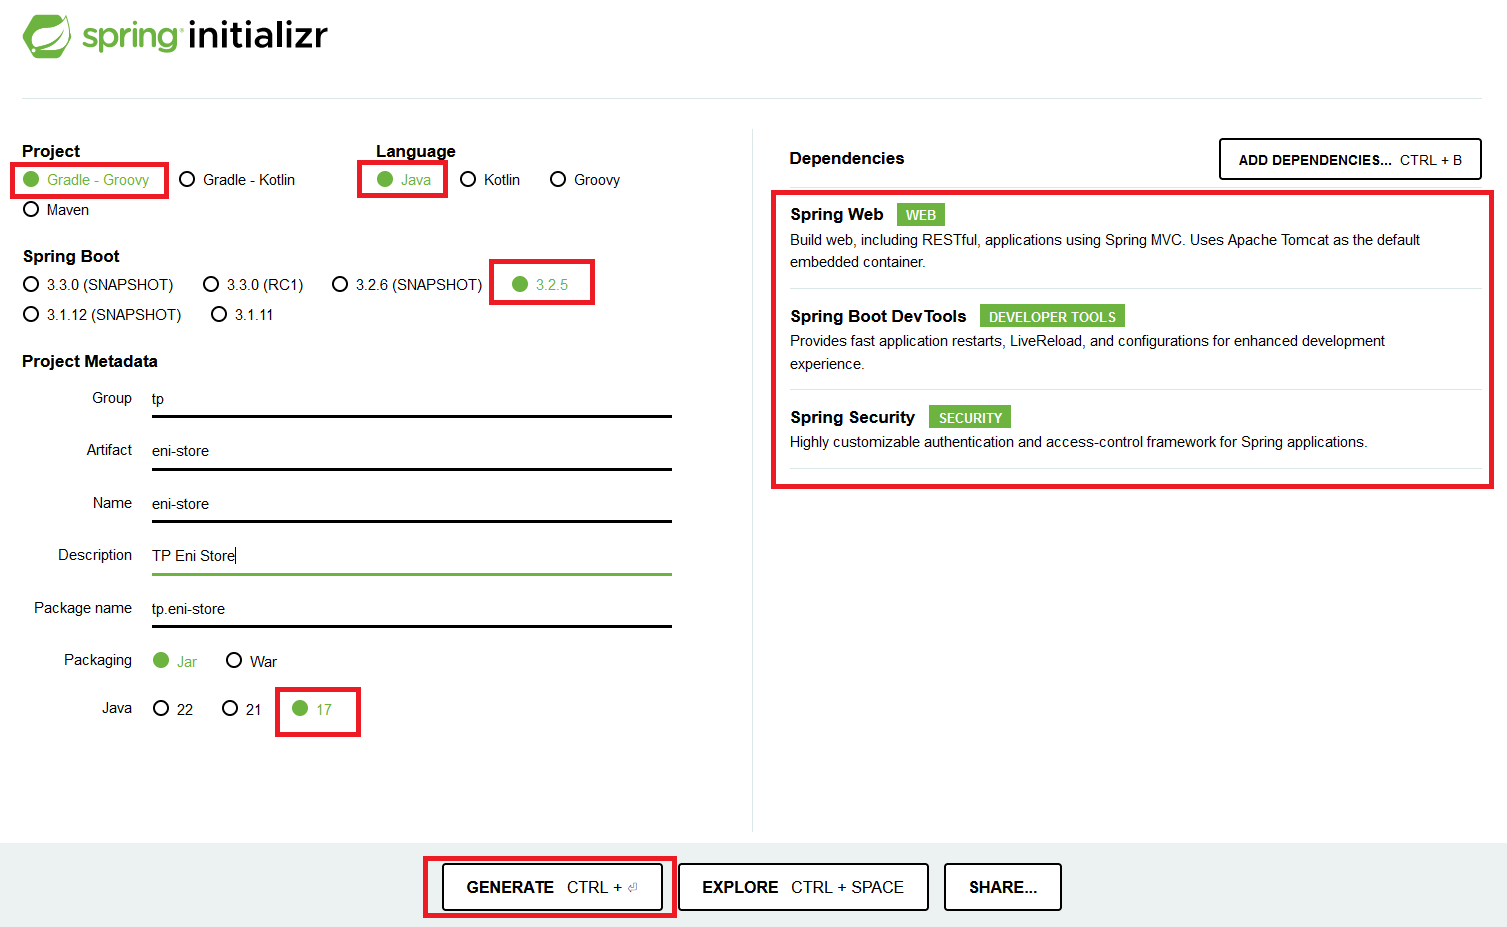 spring initializr
Project
Gradle - Groovy Gradle - Kotlin
Maven
Language
Java Kotlin Groovy
Spring Boot
3.3.0 (SNAPSHOT) 3.3.0 (RC1) 3.2.6 (SNAPSHOT) 3.2.5
3.1.12 (SNAPSHOT) 3.1.11
Project Metadata
Group tp
Artifact eni-store
Name eni-store
Description TP Eni Store
Package name tp.eni-store
Packaging Jar War
Java 22 21 17
Dependencies
ADD DEPENDENCIES... CTRL + B
Spring Web WEB
Build web, including RESTful, applications using Spring MVC. Uses Apache Tomcat as the default
embedded container.
Spring Boot DevTools DEVELOPER TOOLS
Provides fast application restarts, LiveReload, and configurations for enhanced development
experience.
Spring Security SECURITY
Highly customizable authentication and access-control framework for Spring applications.
GENERATE CTRL + ⏎
EXPLORE CTRL + SPACE
SHARE...